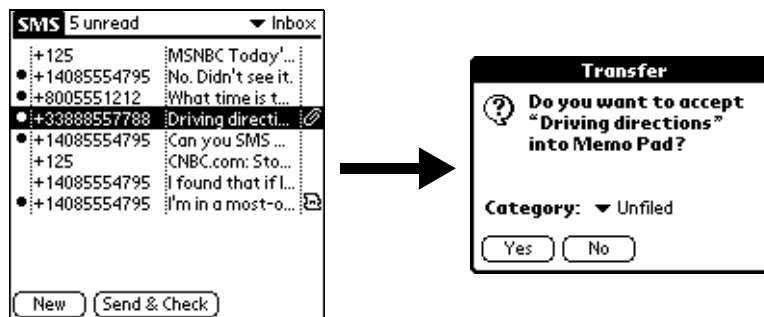 SMS 5 unread Inbox
+125 MSNBC Today'...
+14085554795 No. Didn't see it.
+8005551212 What time is t...
+33888557788 Driving directi...
+14085554795 Can you SMS ...
+125 CNBC.com: Sto...
+14085554795 I found that if I...
+14085554795 I'm in a most-o...
New Send & Check
Transfer
Do you want to accept
“Driving directions”
into Memo Pad?
Category: Unfiled
Yes No